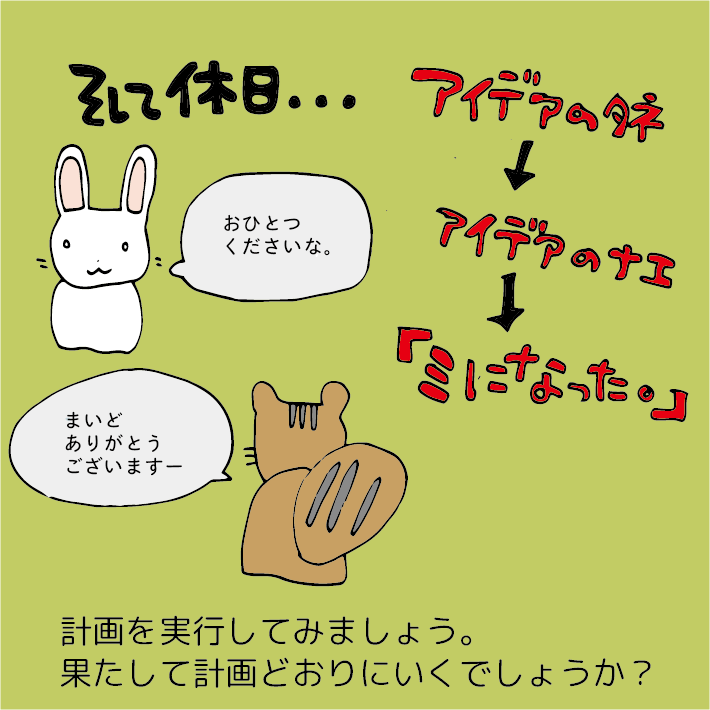 そして休日...
アイデアのタネ
↓
アイデアのナエ
↓
「ミになった。」
おひとつ
くださいな。
まいど
ありがとう
ございますー
計画を実行してみましょう。
果たして計画どおりにいくでしょうか？